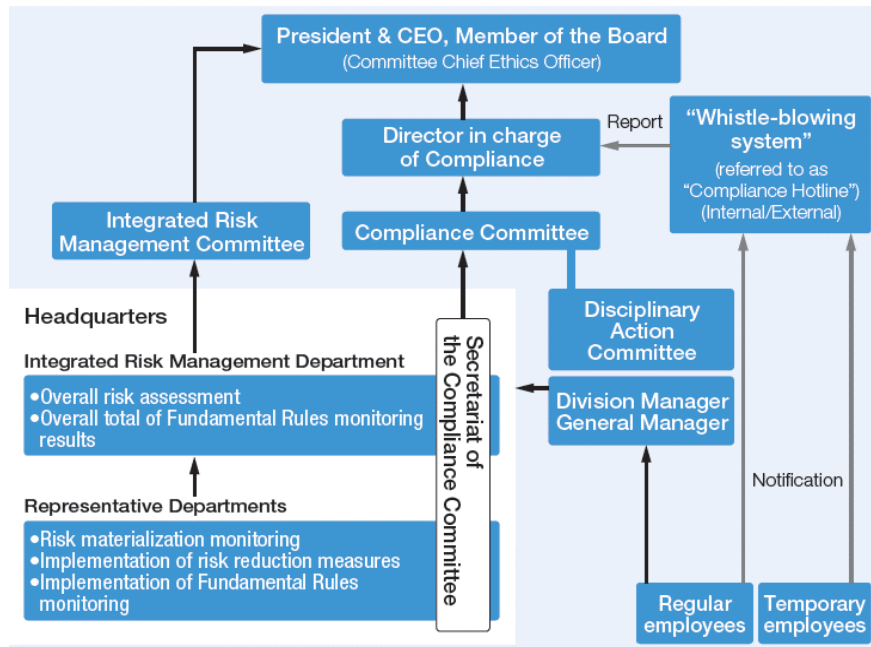 President & CEO, Member of the Board
(Committee Chief Ethics Officer)
Director in charge
of Compliance
Report
“Whistle-blowing
system”
(referred to as
“Compliance Hotline”)
(Internal/External)
Integrated Risk
Management Committee
Compliance Committee
Disciplinary
Action
Committee
Headquarters
Integrated Risk Management Department
•Overall risk assessment
•Overall total of Fundamental Rules monitoring
results
Secretariat of
the Compliance Committee
Division Manager
General Manager
Notification
Representative Departments
•Risk materialization monitoring
•Implementation of risk reduction measures
•Implementation of Fundamental Rules
monitoring
Regular
employees
Temporary
employees